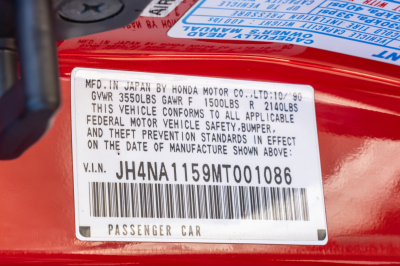 MFD.IN JAPAN BY HONDA MOTOR CO.,LTD:10/'90
GVWR 3550LBS GAWR F 1500LBS R 2140LBS
THIS VEHICLE CONFORMS TO ALL APPLICABLE
FEDERAL MOTOR VEHICLE SAFETY,BUMPER,
AND THEFT PREVENTION STANDARDS IN EFFECT
ON THE DATE OF MANUFACTURE SHOWN ABOVE:
V.I.N. JH4NA1159MT001086
PASSENGER CAR